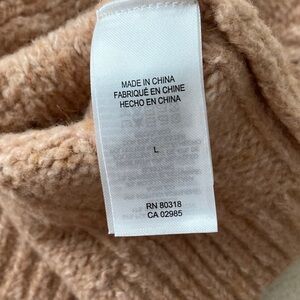 MADE IN CHINA
FABRIQUÉ EN CHINE
HECHO EN CHINA
L
RN 80318
CA 02985